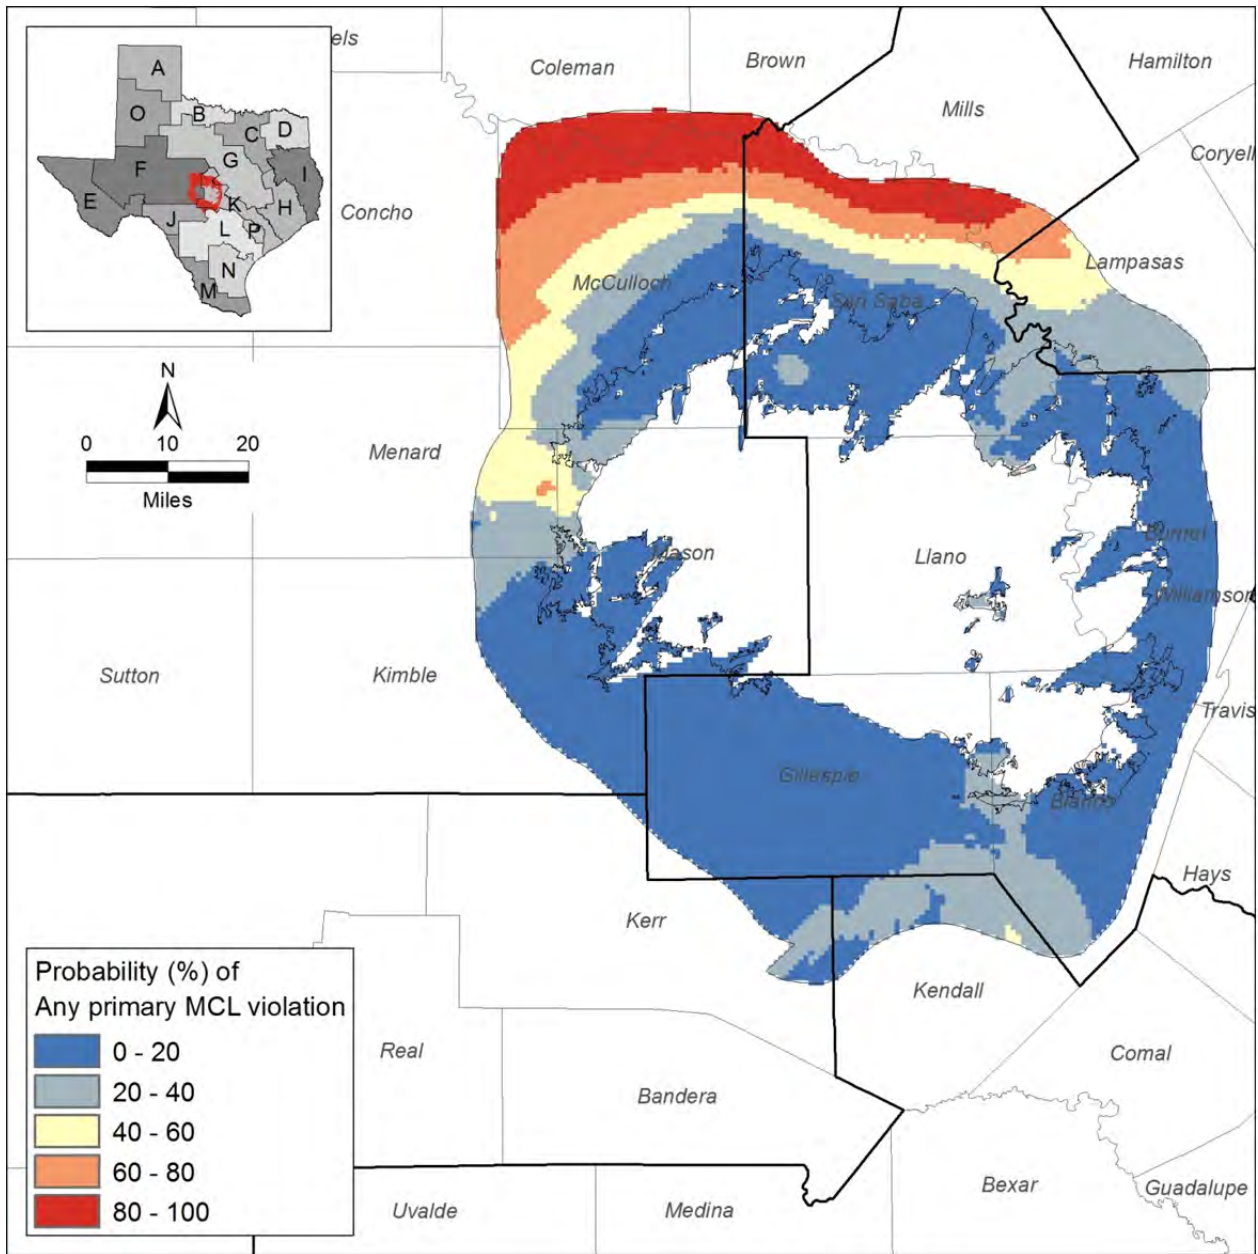 els
Coleman
Brown
Hamilton
Mills
Coryell
A
O
B
C
D
G
F
I
E
K
H
J
L
P
N
M
Concho
McCulloch
San Saba
Lampasas
N
0 10 20
Miles
Menard
Mason
Llano
Burnet
Williamson
Sutton
Kimble
Travis
Gillespie
Blanco
Hays
Kerr
Kendall
Real
Comal
Bandera
Bexar
Guadalupe
Uvalde
Medina
Probability (%) of
Any primary MCL violation
0 - 20
20 - 40
40 - 60
60 - 80
80 - 100